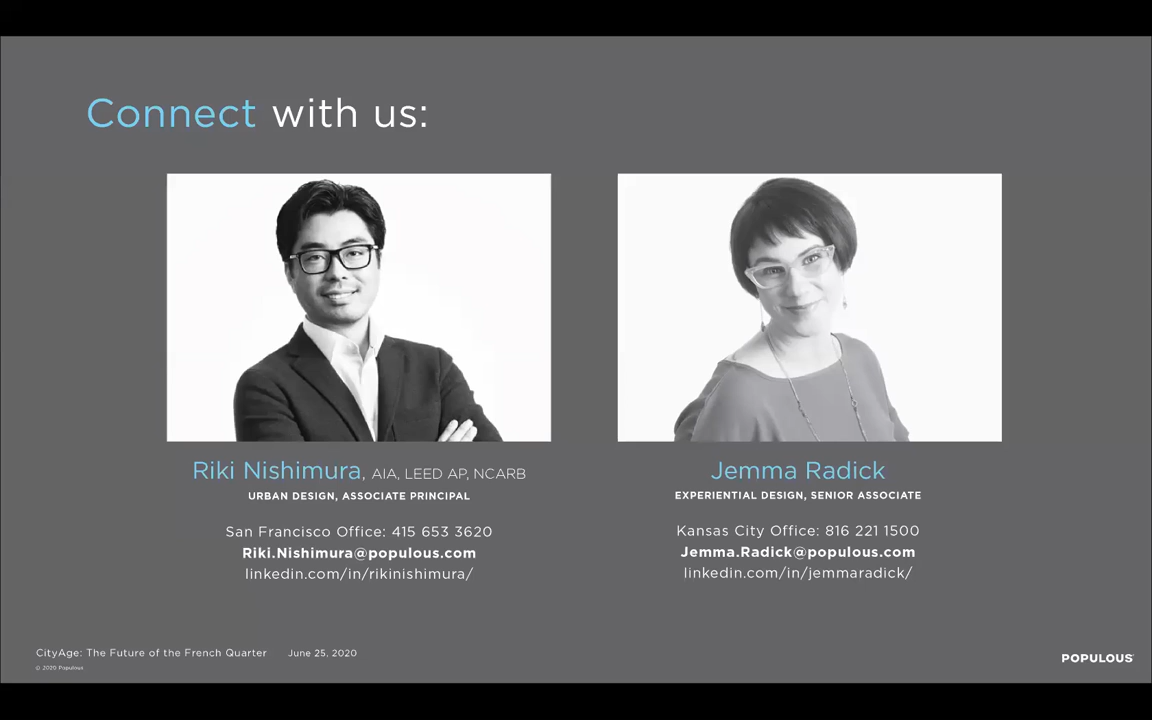 Connect with us:
Riki Nishimura, AIA, LEED AP, NCARB
URBAN DESIGN, ASSOCIATE PRINCIPAL
San Francisco Office: 415 653 3620
Riki.Nishimura@populous.com
linkedin.com/in/rikinishimura/
Jemma Radick
EXPERIENTIAL DESIGN, SENIOR ASSOCIATE
Kansas City Office: 816 221 1500
Jemma.Radick@populous.com
linkedin.com/in/jemmaradick/
CityAge: The Future of the French Quarter June 25, 2020
© 2020 Populous
POPULOUS